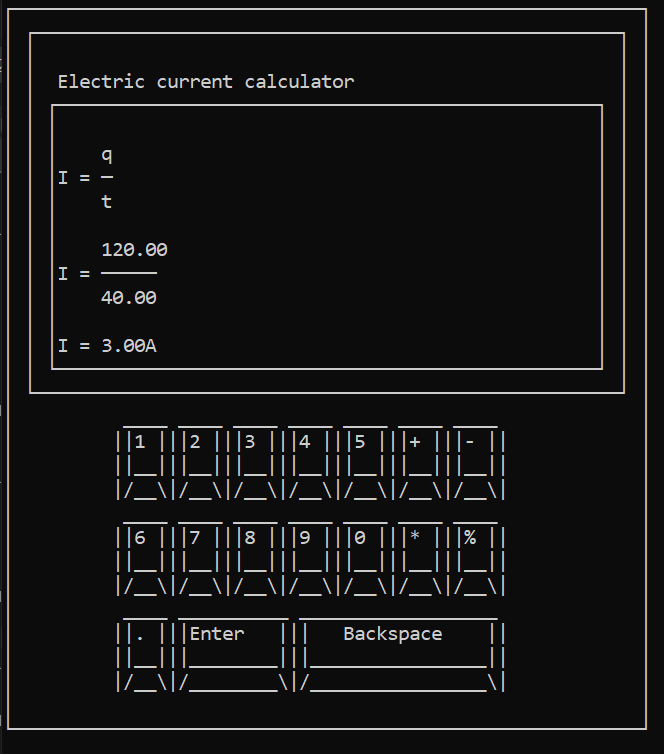 Electric current calculator
q
I = ─
t
120.00
I = ─────
40.00
I = 3.00A
1 2 3 4 5 + -
6 7 8 9 0 * %
. Enter Backspace